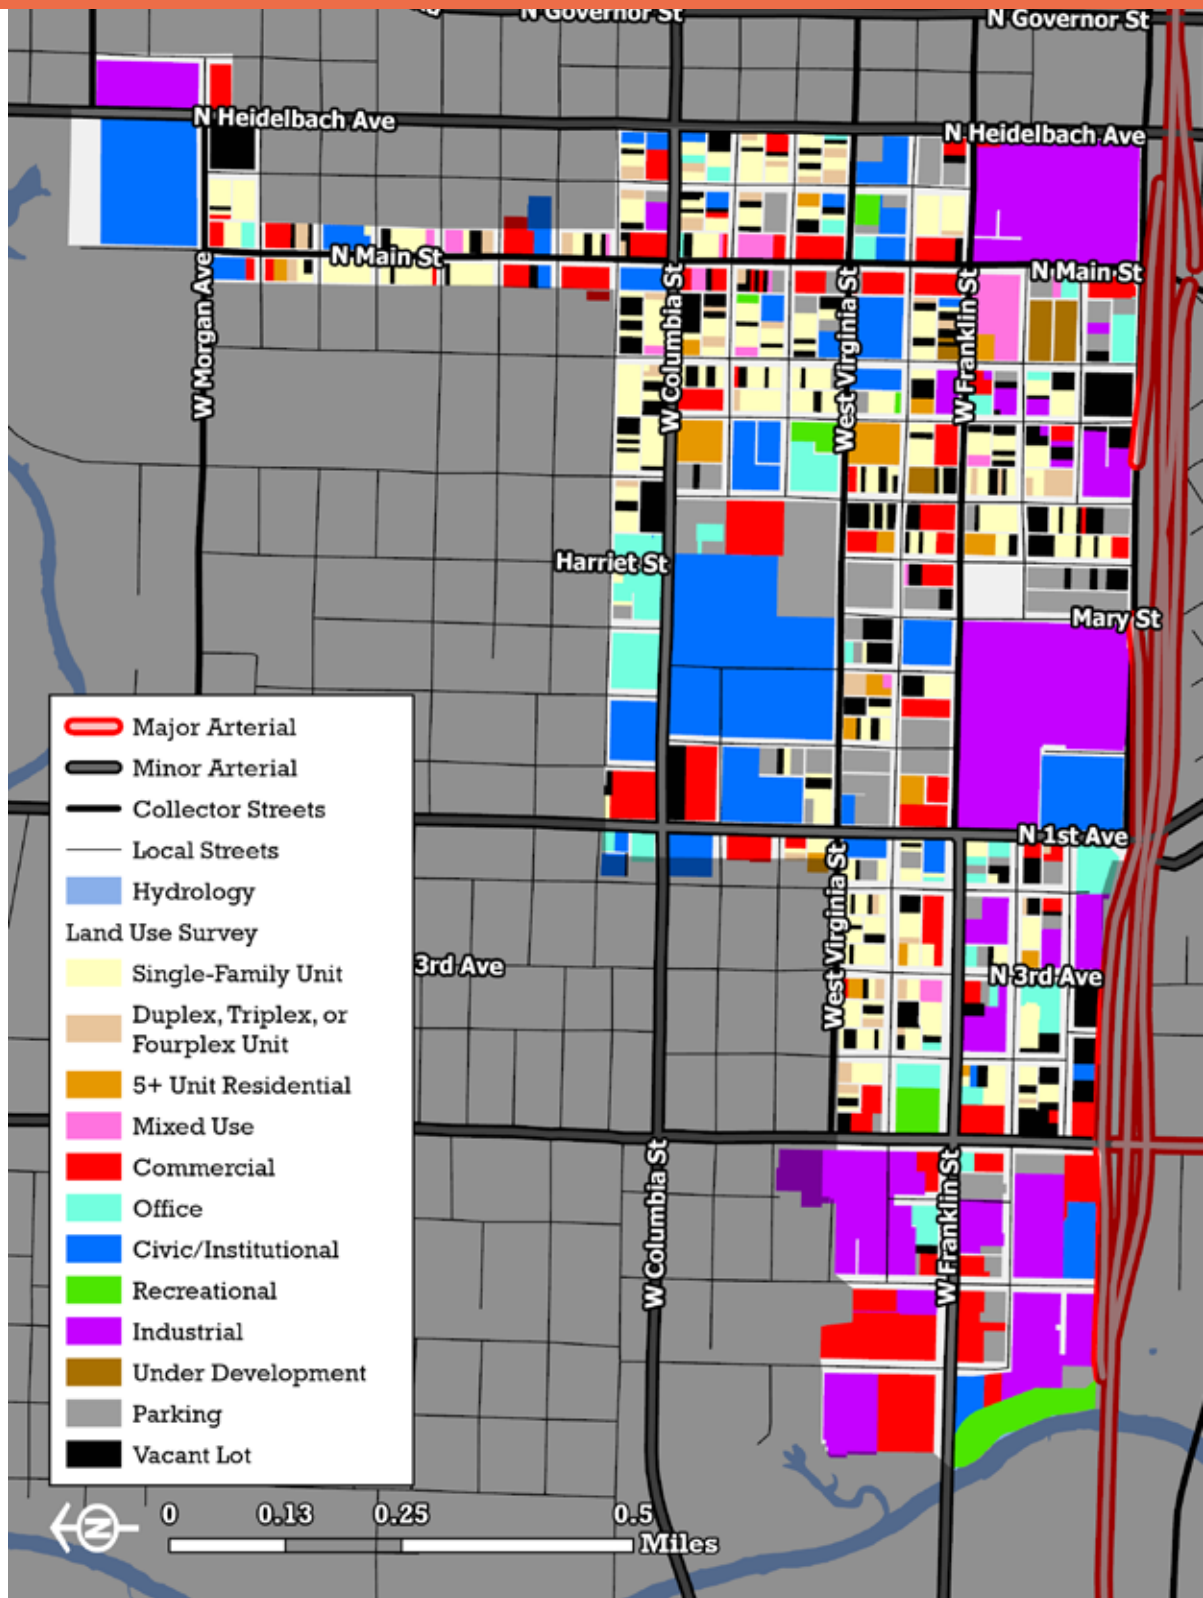 N Governor St
N Governor St
N Heidelbach Ave
N Heidelbach Ave
N Main St
N Main St
W Morgan Ave
W Columbia St
West Virginia St
W Franklin St
Harriet St
Mary St
N 1st Ave
West Virginia St
3rd Ave
N 3rd Ave
W Columbia St
W Franklin St
Major Arterial
Minor Arterial
Collector Streets
Local Streets
Hydrology
Land Use Survey
Single-Family Unit
Duplex, Triplex, or
Fourplex Unit
5+ Unit Residential
Mixed Use
Commercial
Office
Civic/Institutional
Recreational
Industrial
Under Development
Parking
Vacant Lot
N
0 0.13 0.25 0.5
Miles